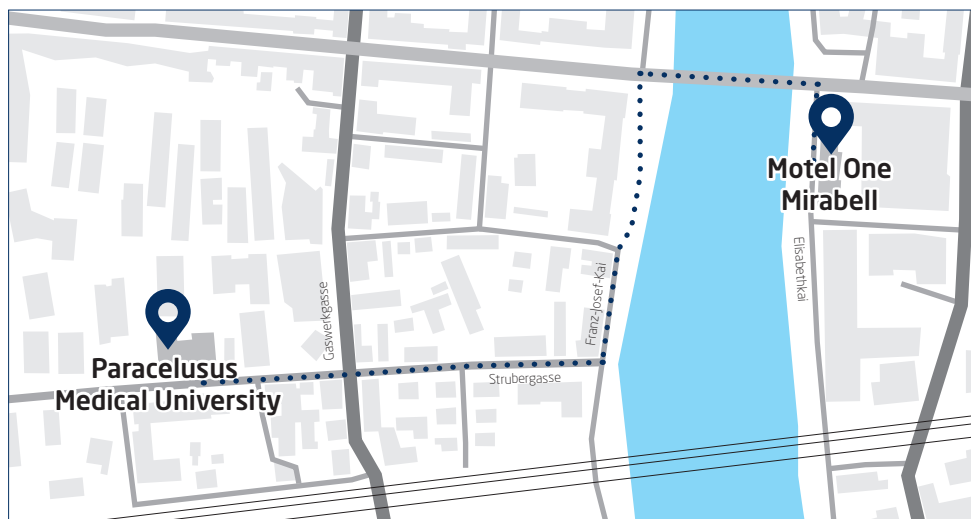 Motel One
Mirabell
Elisabethkai
Franz-Josef-Kai
Gaswerkgasse
Paracelusus
Medical University
Strubergasse